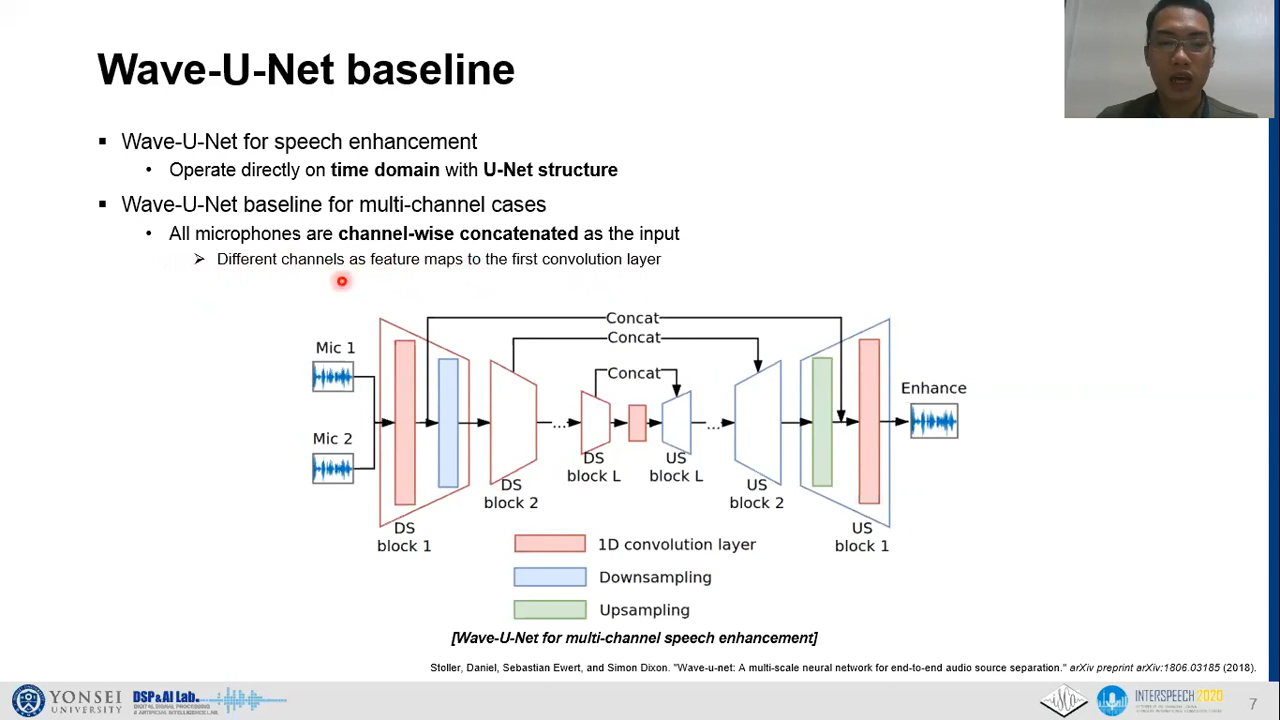 Wave-U-Net baseline
▪ Wave-U-Net for speech enhancement
• Operate directly on time domain with U-Net structure
▪ Wave-U-Net baseline for multi-channel cases
• All microphones are channel-wise concatenated as the input
➢ Different channels as feature maps to the first convolution layer
Concat
Concat
Concat
Mic 1
Mic 2
Enhance
...
...
DS
block 1
DS
block 2
DS
block L
US
block L
US
block 2
US
block 1
1D convolution layer
Downsampling
Upsampling
[Wave-U-Net for multi-channel speech enhancement]
Stoller, Daniel, Sebastian Ewert, and Simon Dixon. "Wave-u-net: A multi-scale neural network for end-to-end audio source separation." arXiv preprint arXiv:1806.03185 (2018).
YONSEI
UNIVERSITY
DSP&AI Lab.
DIGITAL SIGNAL PROCESSING
& ARTIFICIAL INTELLIGENCE LAB.
INTERSPEECH 2020
7